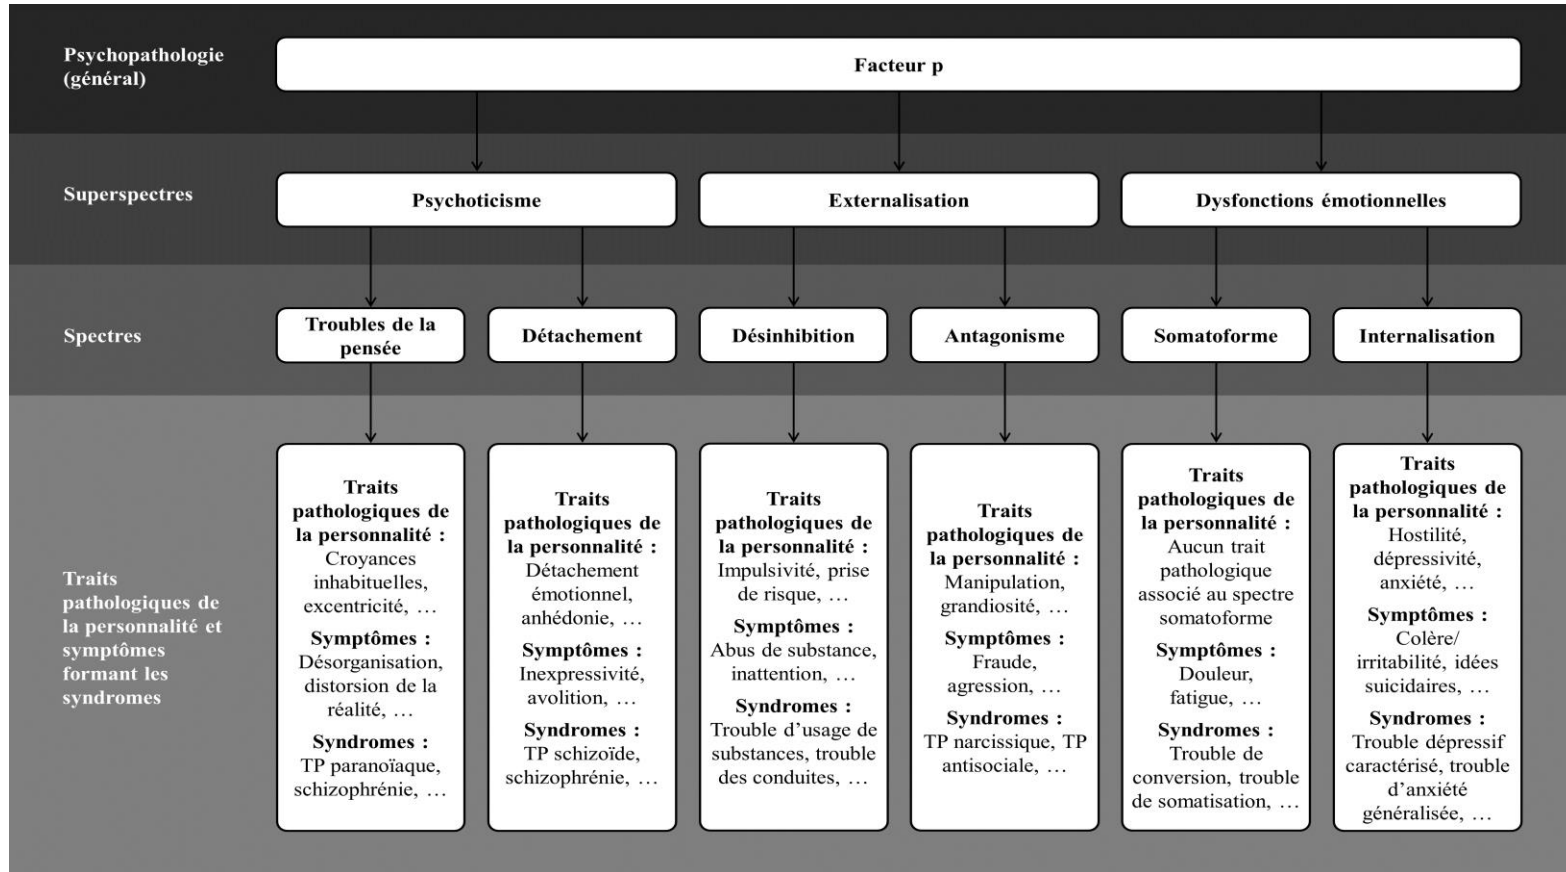 Psychopathologie
(général)
Facteur p
Superspectres
Psychoticisme
Externalisation
Dysfonctions émotionnelles
Spectres
Troubles de la
pensée
Détachement
Désinhibition
Antagonisme
Somatoforme
Internalisation
Traits
pathologiques de
la personnalité et
symptômes
formant les
syndromes
Traits
pathologiques de
la personnalité :
Croyances
inhabituelles,
excentricité, …
Symptômes :
Désorganisation,
distorsion de la
réalité, …
Syndromes :
TP paranoïaque,
schizophrénie, …
Traits
pathologiques de
la personnalité :
Détachement
émotionnel,
anhédonie, …
Symptômes :
Inexpressivité,
avolition, …
Syndromes :
TP schizoïde,
schizophrénie, …
Traits
pathologiques de
la personnalité :
Impulsivité, prise
de risque, …
Symptômes :
Abus de substance,
inattention, …
Syndromes :
Trouble d’usage de
substances, trouble
des conduites, …
Traits
pathologiques de
la personnalité :
Manipulation,
grandiosité, …
Symptômes :
Fraude,
agression, …
Syndromes :
TP narcissique, TP
antisociale, …
Traits
pathologiques de
la personnalité :
Aucun trait
pathologique
associé au spectre
somatoforme
Symptômes :
Douleur,
fatigue, …
Syndromes :
Trouble de
conversion, trouble
de somatisation, …
Traits
pathologiques de
la personnalité :
Hostilité,
dépressivité,
anxiété, …
Symptômes :
Colère/
irritabilité, idées
suicidaires, …
Syndromes :
Trouble dépressif
caractérisé, trouble
d’anxiété
généralisée, …